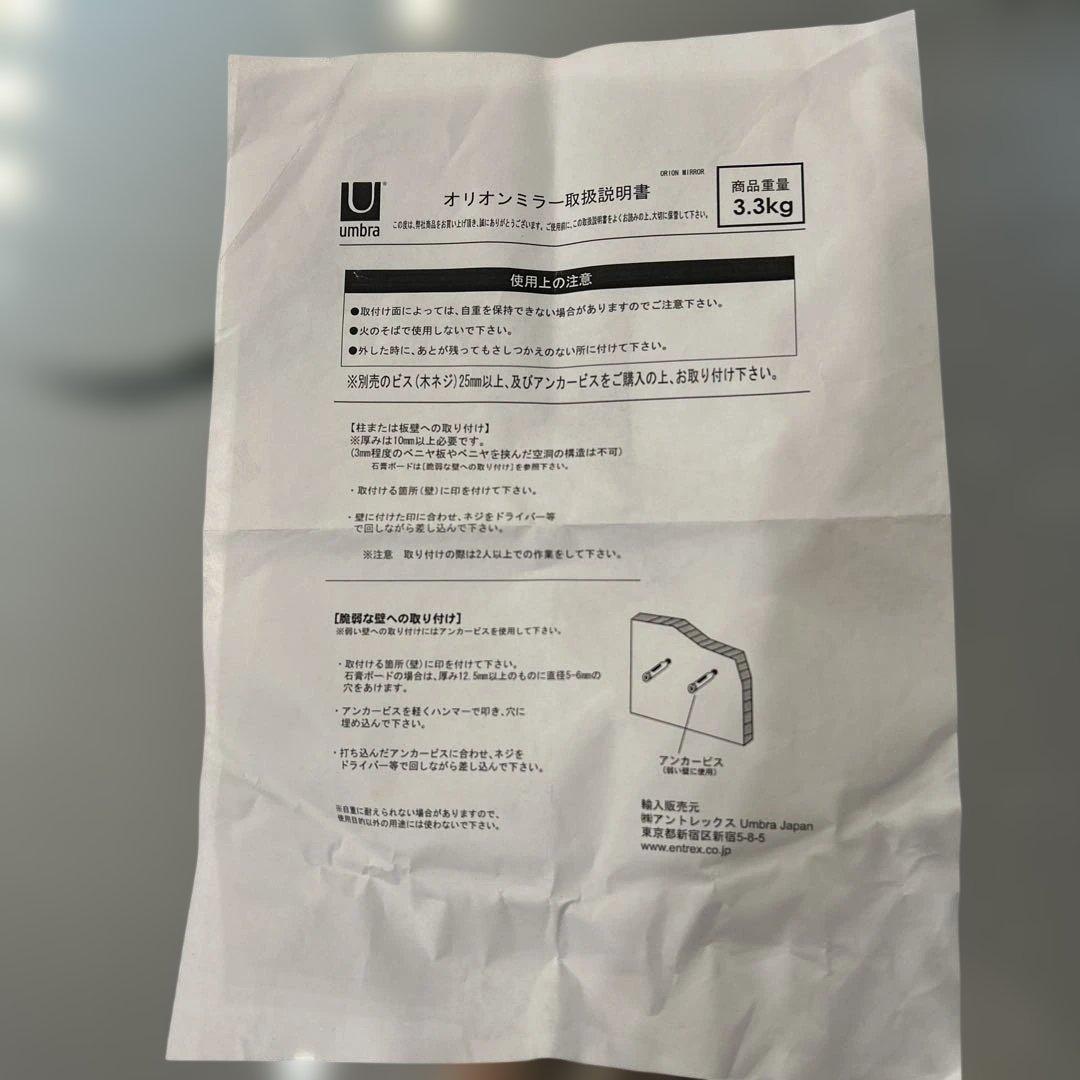 ORION MIRROR
umbra
オリオンミラー取扱説明書
商品重量
3.3kg
この度は、弊社商品をお買い上げ頂き、誠にありがとうございます。ご使用前に、この取扱説明書をよくお読みの上、大切に保管して下さい。
使用上の注意
●取付け面によっては、自重を保持できない場合がありますのでご注意下さい。
●火のそばで使用しないで下さい。
●外した時に、あとが残ってもさしつかえのない所に付けて下さい。
※別売のビス(木ネジ)25mm以上、及びアンカービスをご購入の上、お取り付け下さい。
【柱または板壁への取り付け】
※厚みは10mm以上必要です。
(3mm程度のベニヤ板やベニヤを挟んだ空洞の構造は不可)
石膏ボードは[脆弱な壁への取り付け]を参照下さい。
・取付ける箇所(壁)に印を付けて下さい。
・壁に付けた印に合わせ、ネジをドライバー等
で回しながら差し込んで下さい。
※注意 取り付けの際は2人以上での作業をして下さい。
[脆弱な壁への取り付け]
※弱い壁への取り付けにはアンカービスを使用して下さい。
・取付ける箇所(壁)に印を付けて下さい。
石膏ボードの場合は、厚み12.5mm以上のものに直径5-6mmの
穴をあけます。
・アンカービスを軽くハンマーで叩き、穴に
埋め込んで下さい。
・打ち込んだアンカービスに合わせ、ネジを
ドライバー等で回しながら差し込んで下さい。
※自重に耐えられない場合がありますので、
使用目的以外の用途には使わないで下さい。
アンカービス
(弱い壁に使用)
輸入販売元
㈱アントレックス Umbra Japan
東京都新宿区新宿5-8-5
www.entrex.co.jp